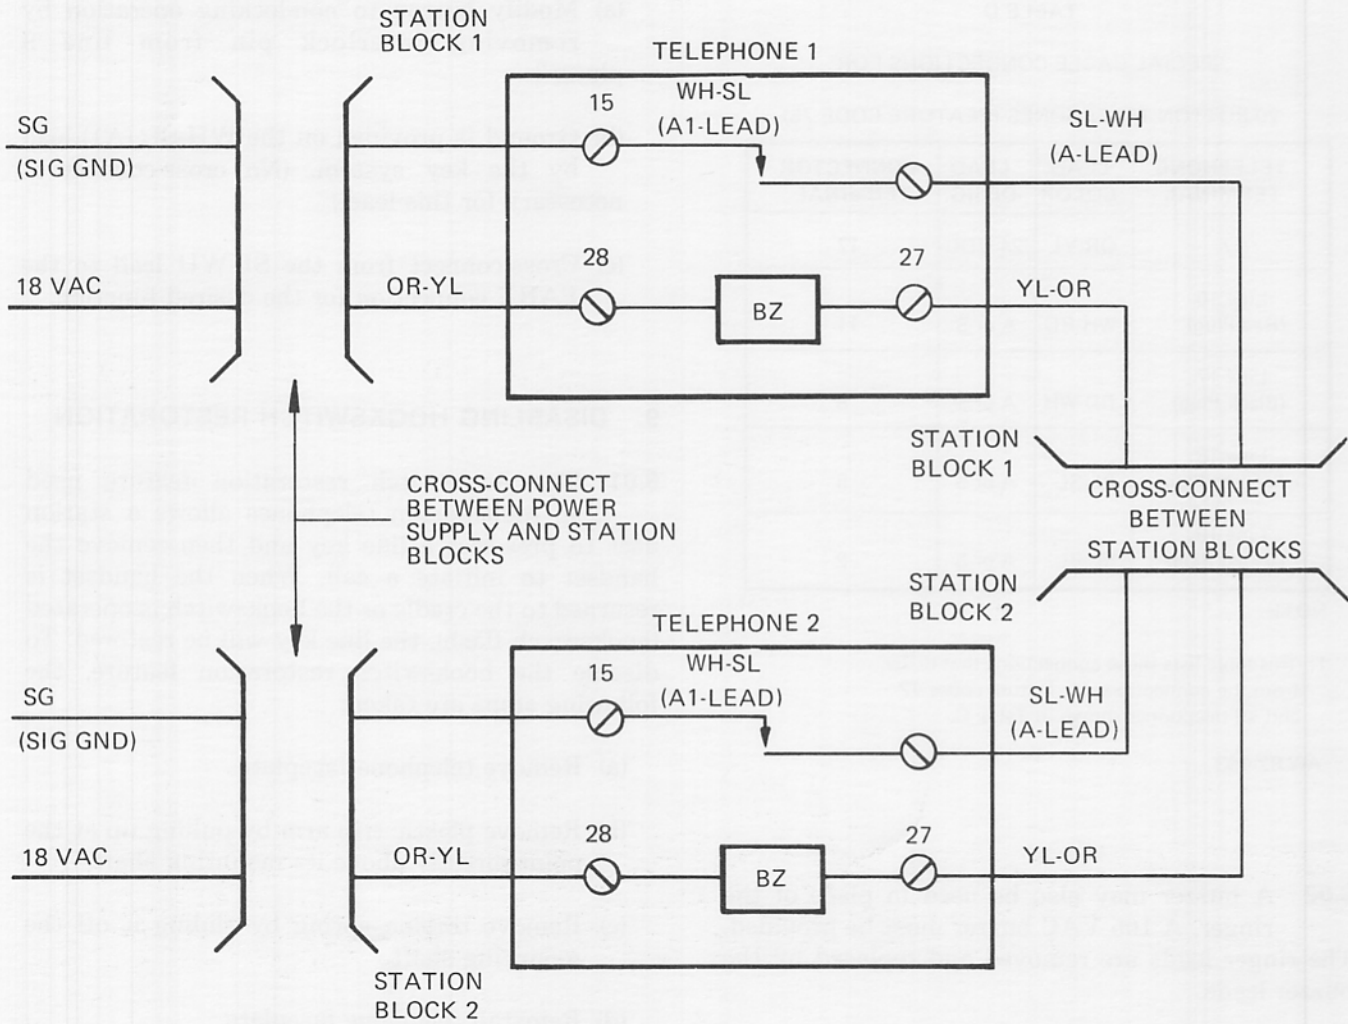 STATION
BLOCK 1
TELEPHONE 1
SG
(SIG GND)
15
WH-SL
(A1-LEAD)
SL-WH
(A-LEAD)
18 VAC
OR-YL
28
BZ
27
YL-OR
STATION
BLOCK 1
CROSS-CONNECT
BETWEEN POWER
SUPPLY AND STATION
BLOCKS
CROSS-CONNECT
BETWEEN
STATION BLOCKS
STATION
BLOCK 2
TELEPHONE 2
SG
(SIG GND)
15
WH-SL
(A1-LEAD)
SL-WH
(A-LEAD)
18 VAC
OR-YL
28
BZ
27
YL-OR
STATION
BLOCK 2